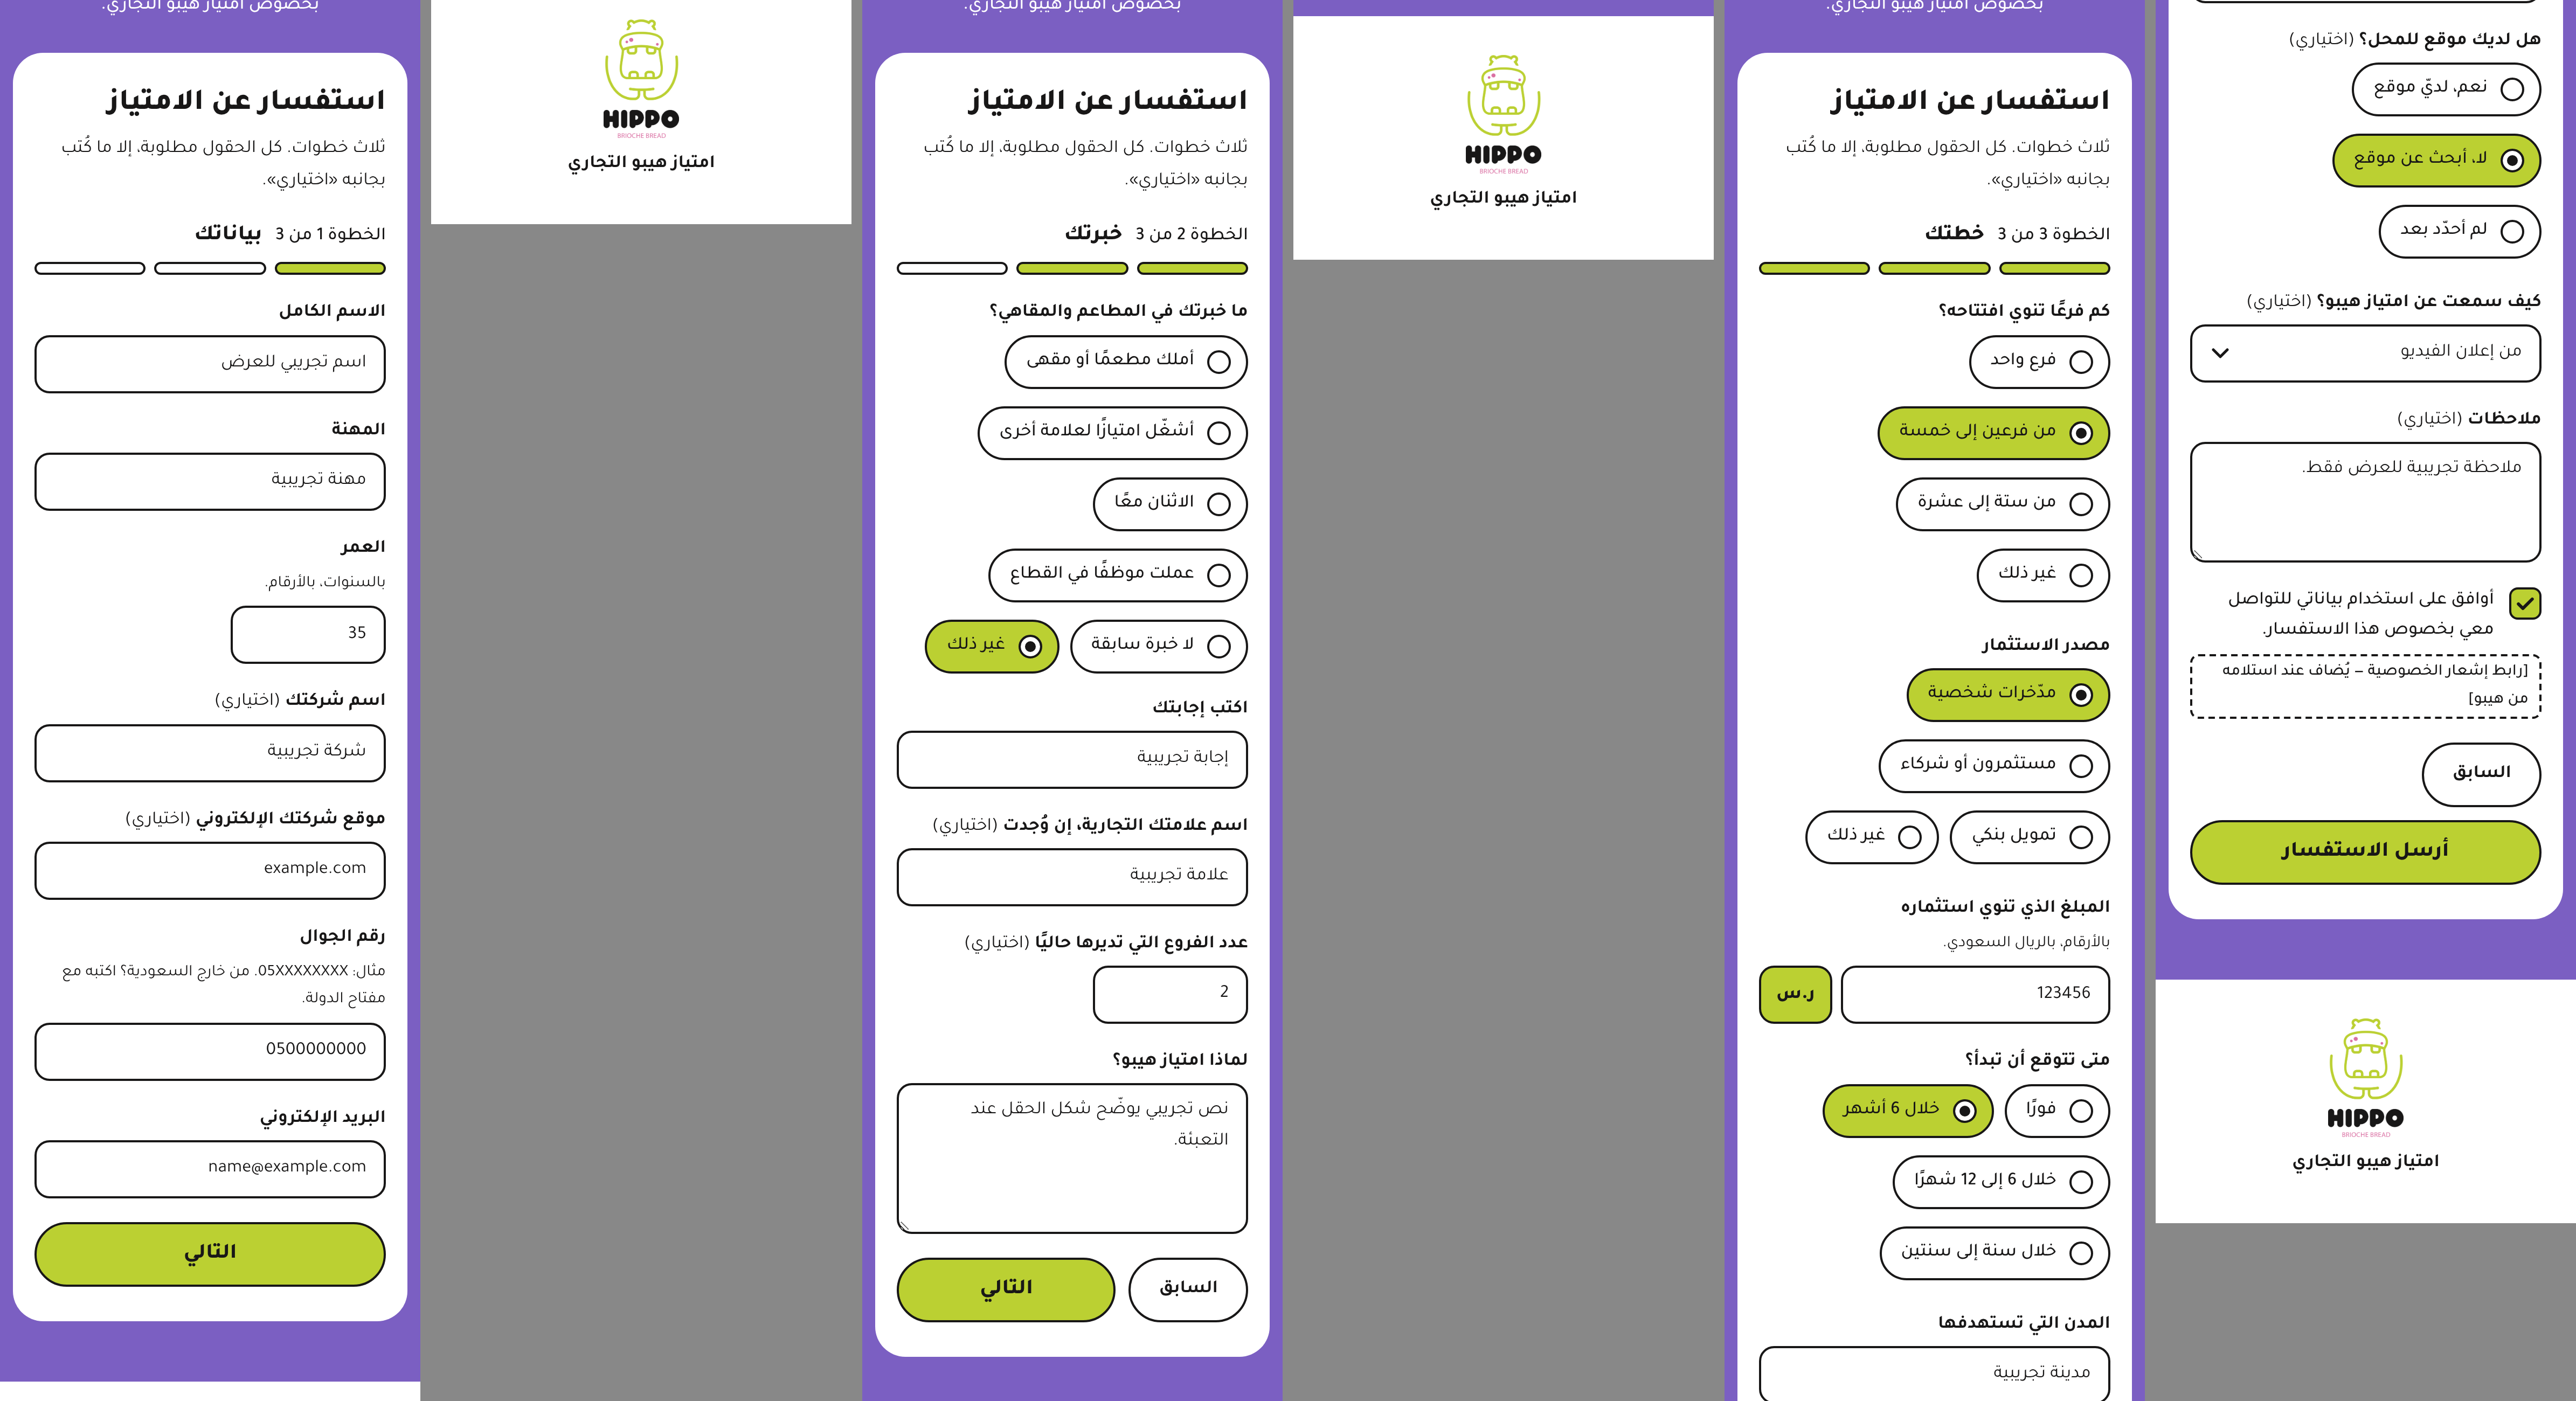 بخصوص امتياز هيبو التجاري.
استفسار عن الامتياز
ثلاث خطوات. كل الحقول مطلوبة، إلا ما كُتب
بجانبه «اختياري».
الخطوة 1 من 3 بياناتك
الاسم الكامل
اسم تجريبي للعرض
المهنة
مهنة تجريبية
العمر
بالسنوات، بالأرقام.
35
اسم شركتك (اختياري)
شركة تجريبية
موقع شركتك الإلكتروني (اختياري)
example.com
رقم الجوال
مثال: 05XXXXXXXX. من خارج السعودية؟ اكتبه مع
مفتاح الدولة.
0500000000
البريد الإلكتروني
name@example.com
التالي
HIPPO
BRIOCHE BREAD
امتياز هيبو التجاري
بخصوص امتياز هيبو التجاري.
استفسار عن الامتياز
ثلاث خطوات. كل الحقول مطلوبة، إلا ما كُتب
بجانبه «اختياري».
الخطوة 2 من 3 خبرتك
ما خبرتك في المطاعم والمقاهي؟
أملك مطعمًا أو مقهى
أشغّل امتيازًا لعلامة أخرى
الاثنان معًا
عملت موظفًا في القطاع
لا خبرة سابقة
غير ذلك
اكتب إجابتك
إجابة تجريبية
اسم علامتك التجارية، إن وُجدت (اختياري)
علامة تجريبية
عدد الفروع التي تديرها حاليًا (اختياري)
2
لماذا امتياز هيبو؟
نص تجريبي يوضّح شكل الحقل عند
التعبئة.
السابق
التالي
HIPPO
BRIOCHE BREAD
امتياز هيبو التجاري
بخصوص امتياز هيبو التجاري.
استفسار عن الامتياز
ثلاث خطوات. كل الحقول مطلوبة، إلا ما كُتب
بجانبه «اختياري».
الخطوة 3 من 3 خطتك
كم فرعًا تنوي افتتاحه؟
فرع واحد
من فرعين إلى خمسة
من ستة إلى عشرة
غير ذلك
مصدر الاستثمار
مدّخرات شخصية
مستثمرون أو شركاء
تمويل بنكي
غير ذلك
المبلغ الذي تنوي استثماره
بالأرقام، بالريال السعودي.
123456
ر.س
متى تتوقع أن تبدأ؟
فورًا
خلال 6 أشهر
خلال 6 إلى 12 شهرًا
خلال سنة إلى سنتين
المدن التي تستهدفها
مدينة تجريبية
هل لديك موقع للمحل؟ (اختياري)
نعم، لديّ موقع
لا، أبحث عن موقع
لم أحدّد بعد
كيف سمعت عن امتياز هيبو؟ (اختياري)
من إعلان الفيديو
ملاحظات (اختياري)
ملاحظة تجريبية للعرض فقط.
أوافق على استخدام بياناتي للتواصل
معي بخصوص هذا الاستفسار.
[رابط إشعار الخصوصية – يُضاف عند استلامه
من هيبو]
السابق
أرسل الاستفسار
HIPPO
BRIOCHE BREAD
امتياز هيبو التجاري